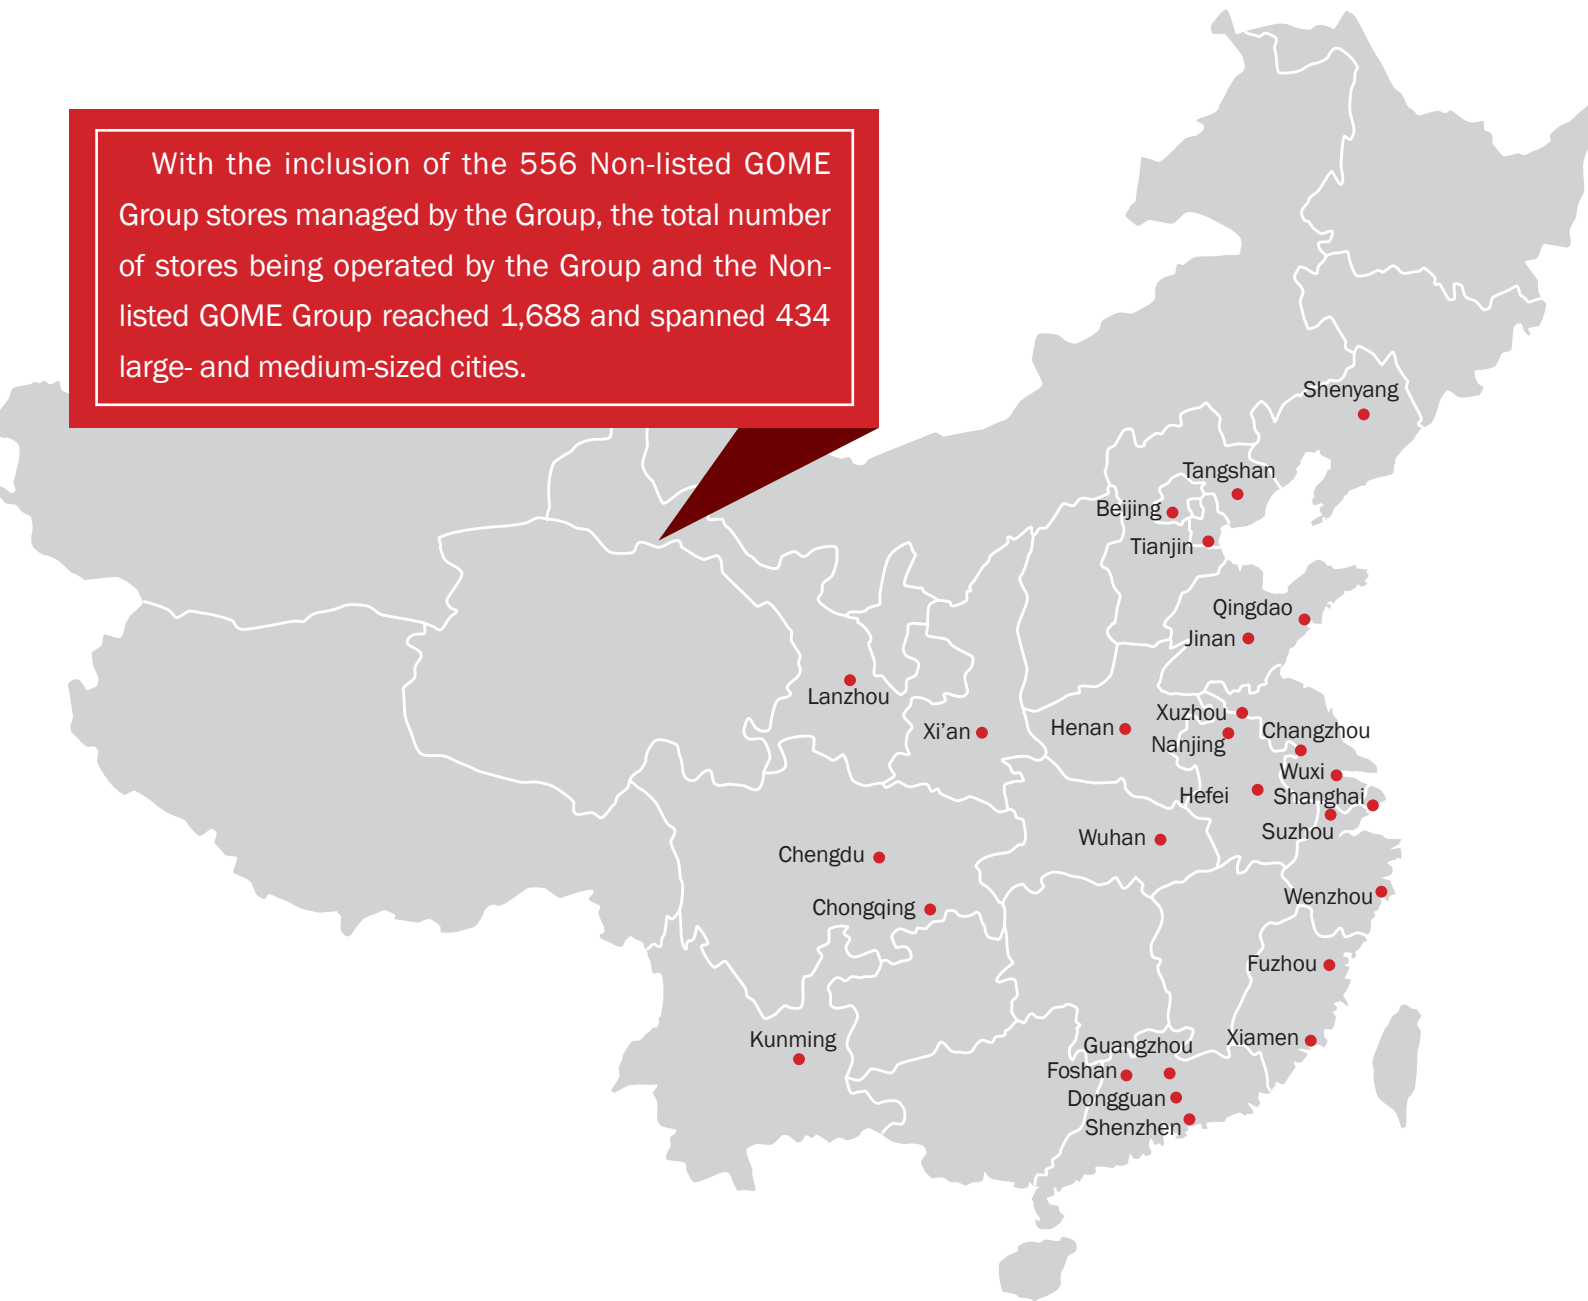 With the inclusion of the 556 Non-listed GOME
Group stores managed by the Group, the total number
of stores being operated by the Group and the Non-
listed GOME Group reached 1,688 and spanned 434
large- and medium-sized cities.
Shenyang
Tangshan
Beijing
Tianjin
Qingdao
Jinan
Lanzhou
Xi’an
Henan
Xuzhou
Nanjing
Changzhou
Wuxi
Hefei
Shanghai
Suzhou
Wuhan
Chengdu
Chongqing
Wenzhou
Fuzhou
Xiamen
Kunming
Guangzhou
Foshan
Dongguan
Shenzhen